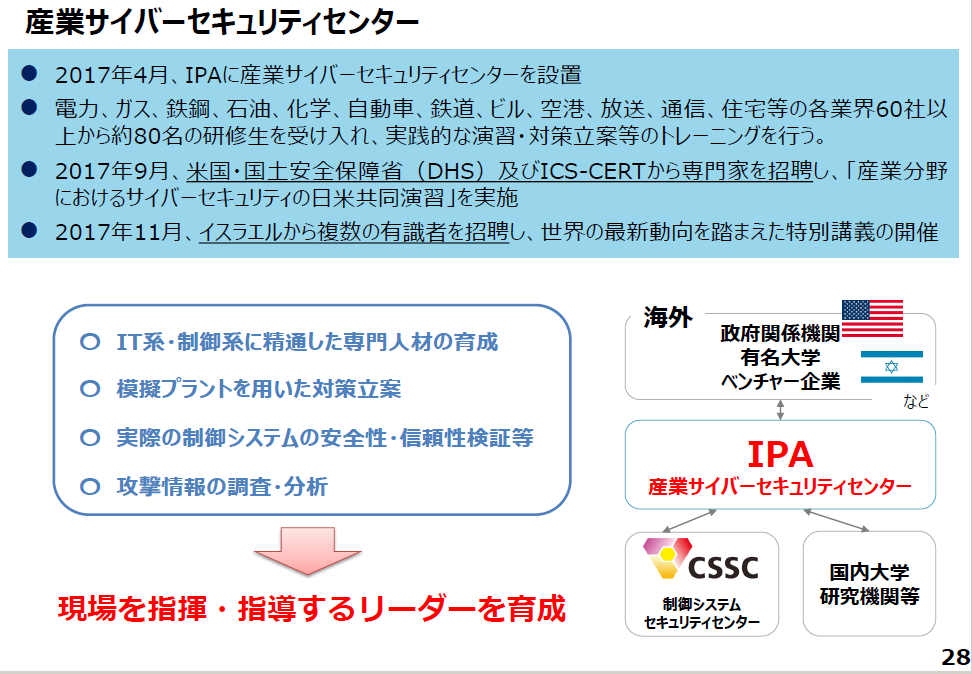 産業サイバーセキュリティセンター
● 2017年4月、IPAに産業サイバーセキュリティセンターを設置
● 電力、ガス、鉄鋼、石油、化学、自動車、鉄道、ビル、空港、放送、通信、住宅等の各業界60社以
上から約80名の研修生を受け入れ、実践的な演習・対策立案等のトレーニングを行う。
● 2017年9月、米国・国土安全保障省（DHS）及びICS-CERTから専門家を招聘し、「産業分野
におけるサイバーセキュリティの日米共同演習」を実施
● 2017年11月、イスラエルから複数の有識者を招聘し、世界の最新動向を踏まえた特別講義の開催
○ IT系・制御系に精通した専門人材の育成
○ 模擬プラントを用いた対策立案
○ 実際の制御システムの安全性・信頼性検証等
○ 攻撃情報の調査・分析
現場を指揮・指導するリーダーを育成
海外
政府関係機関
有名大学
ベンチャー企業
など
IPA
産業サイバーセキュリティセンター
CSSC
制御システム
セキュリティセンター
国内大学
研究機関等
28